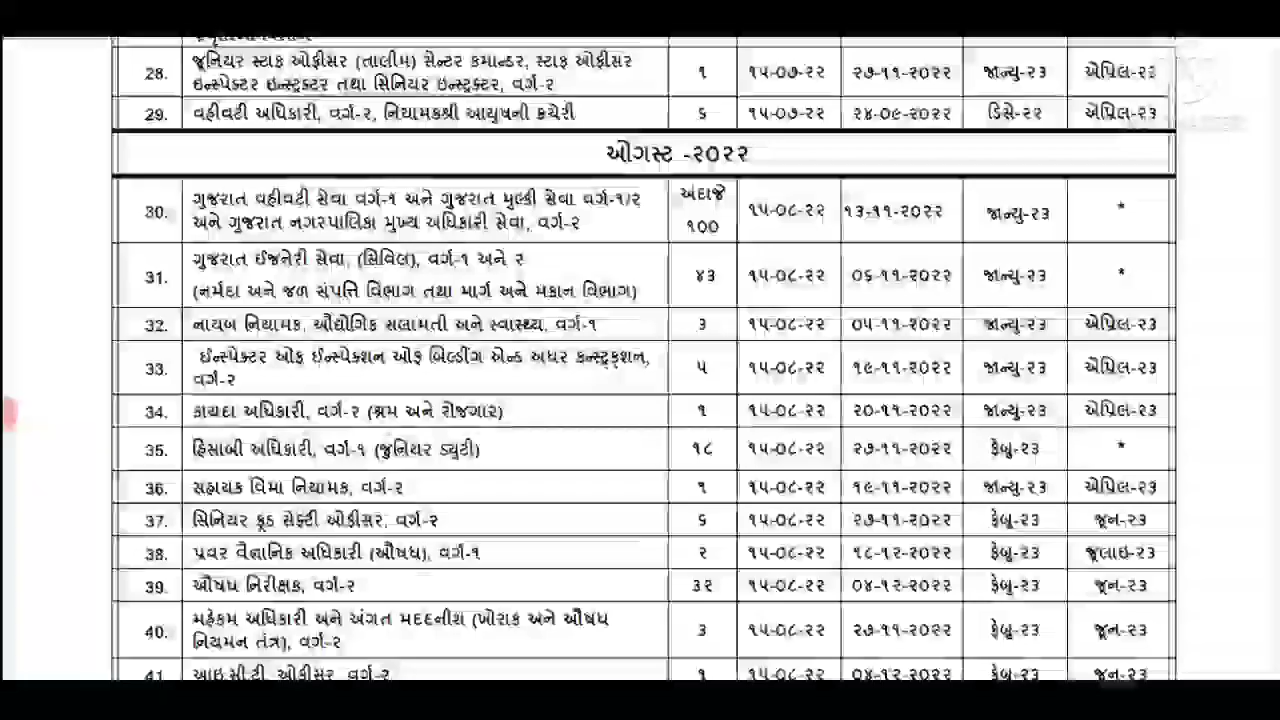 28. જૂનિયર સ્ટાફ ઓફીસર (તાલીમ) સેન્ટર કમાન્ડર, સ્ટાફ ઓફીસર ઇન્સ્પેક્ટર ઇન્સ્ટ્રક્ટર તથા સિનિયર ઇન્સ્ટ્રક્ટર, વર્ગ-૨ ૧ ૧૫-૦૭-૨૨ ૨૭-૧૧-૨૦૨૨ જાન્યુ-૨૩ એપ્રિલ-૨૩
29. વહીવટી અધિકારી, વર્ગ-૨, નિયામકશ્રી આયુષની કચેરી ૬ ૧૫-૦૭-૨૨ ૨૪-૦૯-૨૦૨૨ ડિસે-૨૨ એપ્રિલ-૨૩
ઓગસ્ટ -૨૦૨૨
30. ગુજરાત વહીવટી સેવા વર્ગ-૧ અને ગુજરાત મુલ્કી સેવા વર્ગ-૧/૨ અને ગુજરાત નગરપાલિકા મુખ્ય અધિકારી સેવા, વર્ગ-૨ અંદાજે ૧૦૦ ૧૫-૦૮-૨૨ ૧૩-૧૧-૨૦૨૨ જાન્યુ-૨૩ *
31. ગુજરાત ઈજનેરી સેવા, (સિવિલ), વર્ગ-૧ અને ૨ (નર્મદા અને જળ સંપત્તિ વિભાગ તથા માર્ગ અને મકાન વિભાગ) ૪૩ ૧૫-૦૮-૨૨ ૦૬-૧૧-૨૦૨૨ જાન્યુ-૨૩ *
32. નાયબ નિયામક, ઔદ્યોગિક સલામતી અને સ્વાસ્થ્ય, વર્ગ-૧ ૩ ૧૫-૦૮-૨૨ ૦૫-૧૧-૨૦૨૨ જાન્યુ-૨૩ એપ્રિલ-૨૩
33. ઈન્સ્પેક્ટર ઓફ ઈન્સ્પેક્શન ઓફ બિલ્ડીંગ એન્ડ અધર કન્સ્ટ્રક્શન, વર્ગ-૨ ૫ ૧૫-૦૮-૨૨ ૧૯-૧૧-૨૦૨૨ જાન્યુ-૨૩ એપ્રિલ-૨૩
34. કાયદા અધિકારી, વર્ગ-૨ (શ્રમ અને રોજગાર) ૧ ૧૫-૦૮-૨૨ ૨૦-૧૧-૨૦૨૨ જાન્યુ-૨૩ એપ્રિલ-૨૩
35. હિસાબી અધિકારી, વર્ગ-૧ (જુનિયર ડ્યુટી) ૧૮ ૧૫-૦૮-૨૨ ૨૭-૧૧-૨૦૨૨ ફેબ્રુ-૨૩ *
36. સહાયક વિમા નિયામક, વર્ગ-૨ ૧ ૧૫-૦૮-૨૨ ૧૯-૧૧-૨૦૨૨ જાન્યુ-૨૩ એપ્રિલ-૨૩
37. સિનિયર ફૂડ સેફ્ટી ઓફીસર, વર્ગ-૨ ૬ ૧૫-૦૮-૨૨ ૨૭-૧૧-૨૦૨૨ ફેબ્રુ-૨૩ જૂન-૨૩
38. પ્રવર વૈજ્ઞાનિક અધિકારી (ઔષધ), વર્ગ-૧ ૨ ૧૫-૦૮-૨૨ ૧૮-૧૨-૨૦૨૨ ફેબ્રુ-૨૩ જૂલાઇ-૨૩
39. ઔષધ નિરીક્ષક, વર્ગ-૨ ૩૨ ૧૫-૦૮-૨૨ ૦૪-૧૨-૨૦૨૨ ફેબ્રુ-૨૩ જૂન-૨૩
40. મહેકમ અધિકારી અને અંગત મદદનીશ (ખોરાક અને ઔષધ નિયમન તંત્ર), વર્ગ-૨ ૩ ૧૫-૦૮-૨૨ ૨૭-૧૧-૨૦૨૨ ફેબ્રુ-૨૩ જૂન-૨૩
41. આઇ.સી.ટી. ઓફીસર, વર્ગ-૨ ૧ ૧૫-૦૮-૨૨ ૦૪-૧૨-૨૦૨૨ ફેબ્રુ-૨૩ જૂન-૨૩